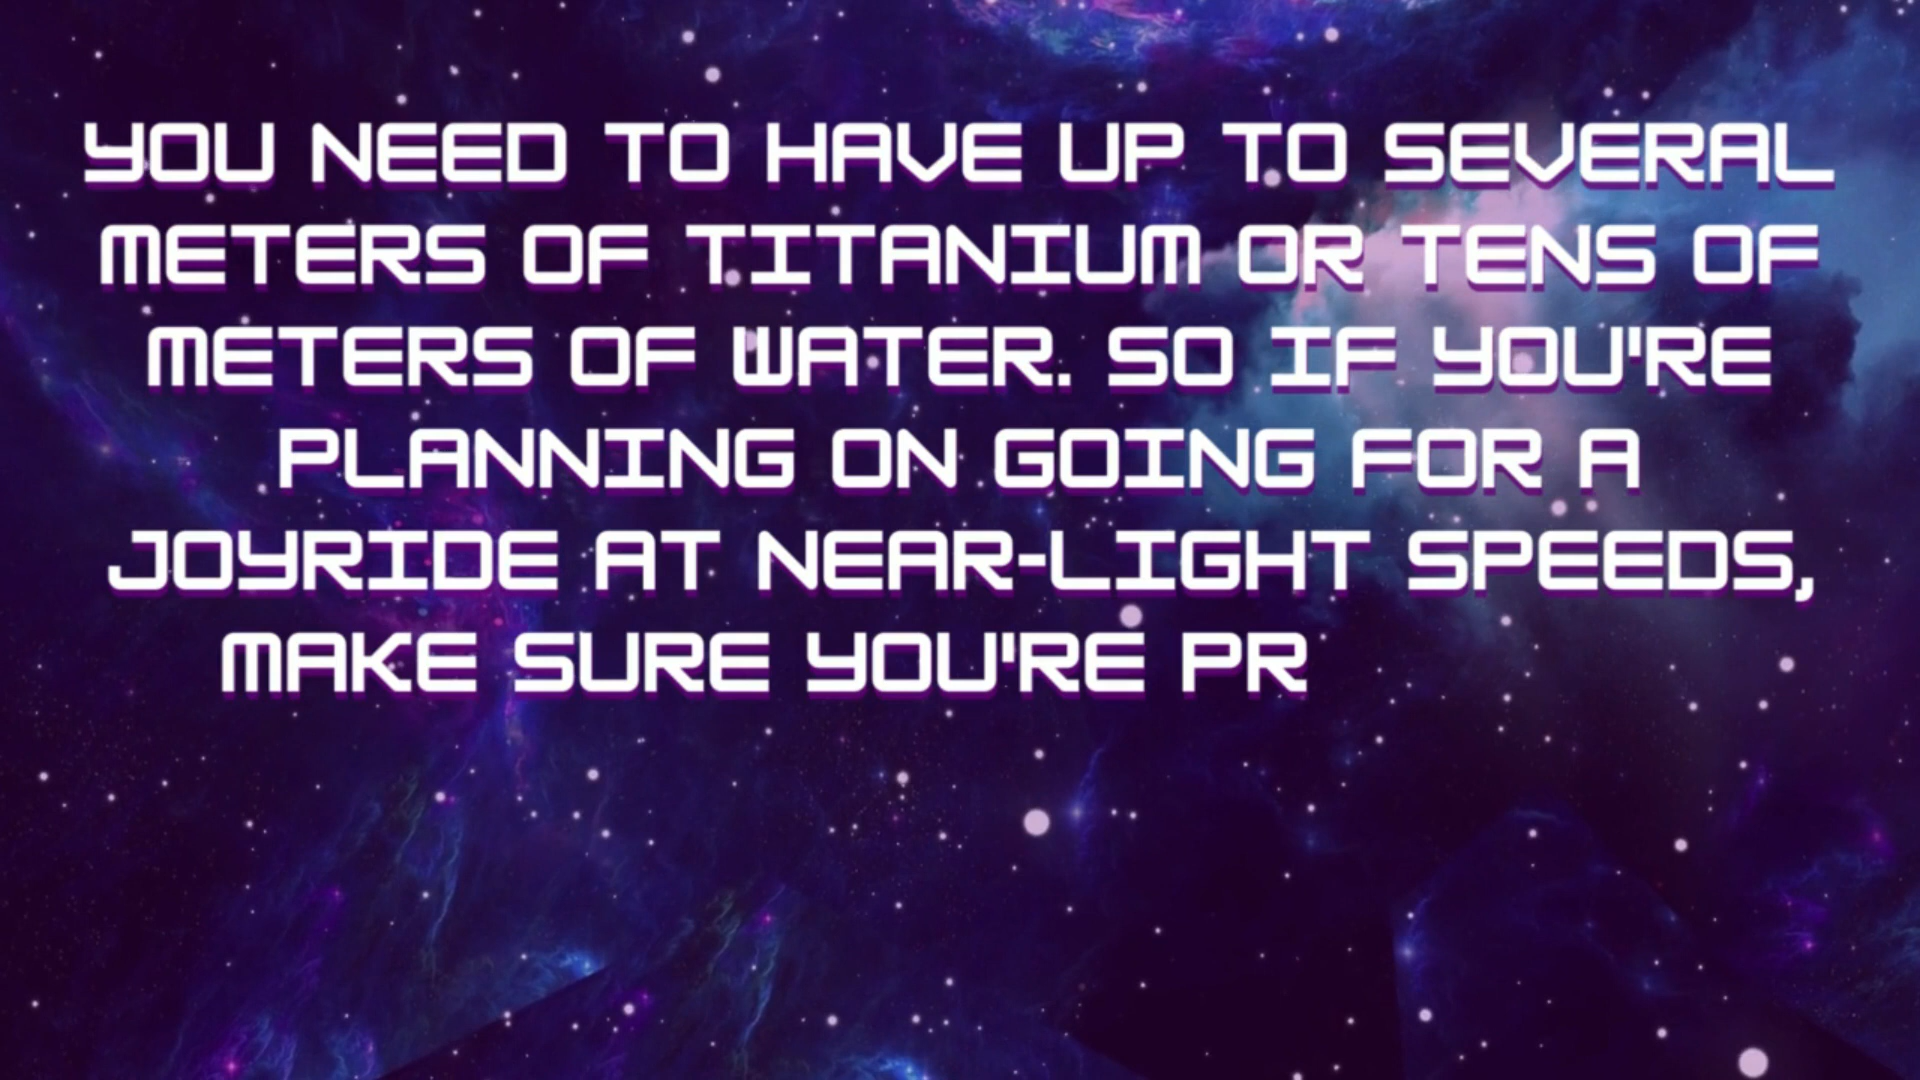 YOU NEED TO HAVE UP TO SEVERAL
METERS OF TITANIUM OR TENS OF
METERS OF WATER. SO IF YOU'RE
PLANNING ON GOING FOR A
JOYRIDE AT NEAR-LIGHT SPEEDS,
MAKE SURE YOU'RE PR